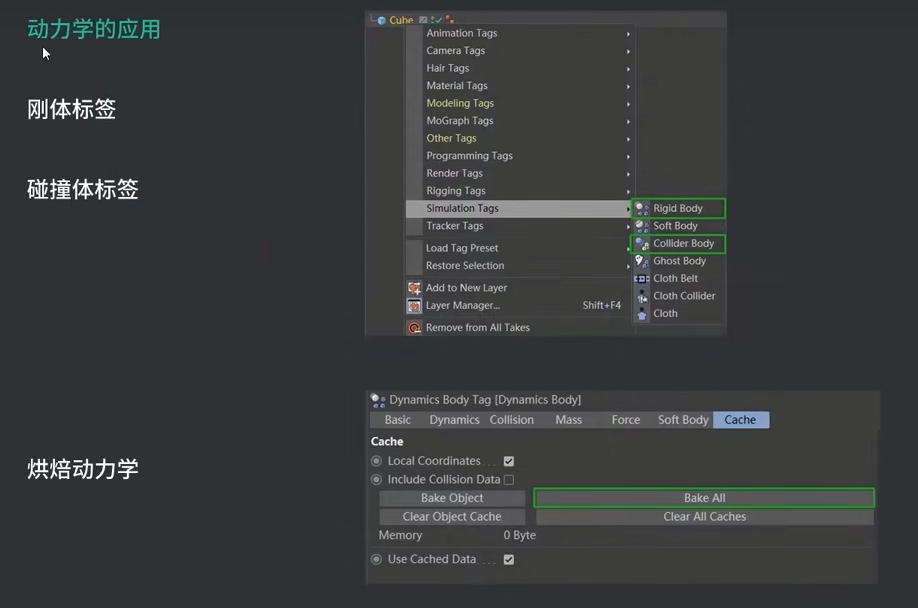 动力学的应用
刚体标签
碰撞体标签
烘焙动力学
Cube
Animation Tags
Camera Tags
Hair Tags
Material Tags
Modeling Tags
MoGraph Tags
Other Tags
Programming Tags
Render Tags
Rigging Tags
Simulation Tags
Tracker Tags
Load Tag Preset
Restore Selection
Add to New Layer
Layer Manager... Shift+F4
Remove from All Takes
Rigid Body
Soft Body
Collider Body
Ghost Body
Cloth Belt
Cloth Collider
Cloth
Dynamics Body Tag [Dynamics Body]
Basic Dynamics Collision Mass Force Soft Body Cache
Cache
Local Coordinates . . .
Include Collision Data
Bake Object Bake All
Clear Object Cache Clear All Caches
Memory 0 Byte
Use Cached Data . . . .